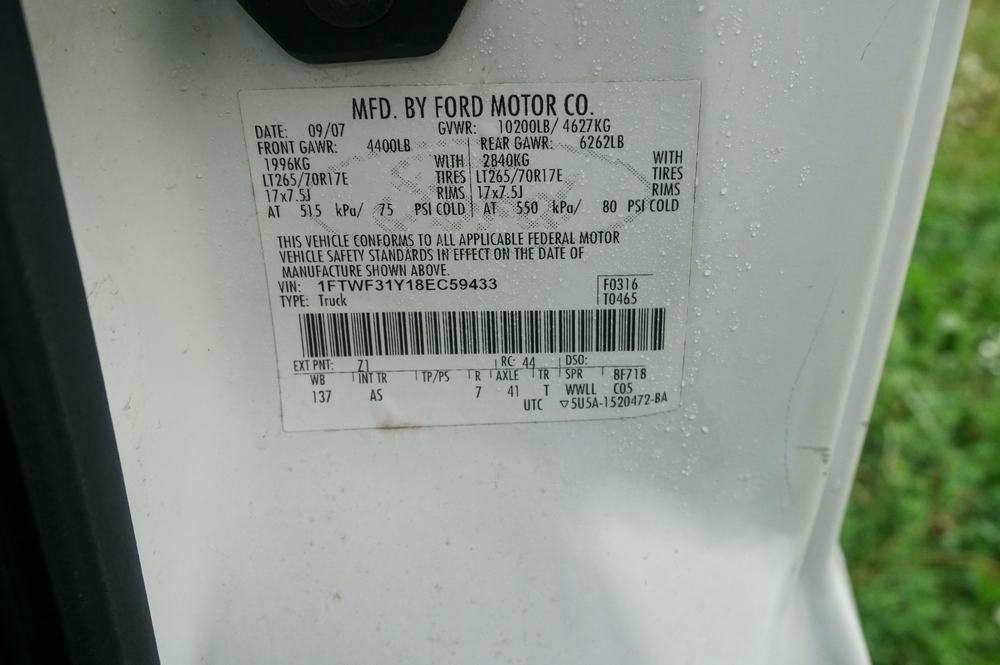 MFD. BY FORD MOTOR CO.
DATE: 09/07 GVWR: 10200LB/ 4627KG
FRONT GAWR: 4400LB REAR GAWR: 6262LB
1996KG WITH 2840KG WITH
LT265/70R17E TIRES LT265/70R17E TIRES
17x7.5J RIMS 17x7.5J RIMS
AT 515 kPa/ 75 PSI COLD AT 550 kPa/ 80 PSI COLD
THIS VEHICLE CONFORMS TO ALL APPLICABLE FEDERAL MOTOR
VEHICLE SAFETY STANDARDS IN EFFECT ON THE DATE OF
MANUFACTURE SHOWN ABOVE.
VIN: 1FTWF31Y18EC59433 F0316
TYPE: Truck T0465
EXT PNT: Z1 RC: 44 DSO:
WB INT TR TP/PS R AXLE TR SPR 8F718
137 AS 7 41 T WWLL C05
UTC ▽5U5A-1520472-BA